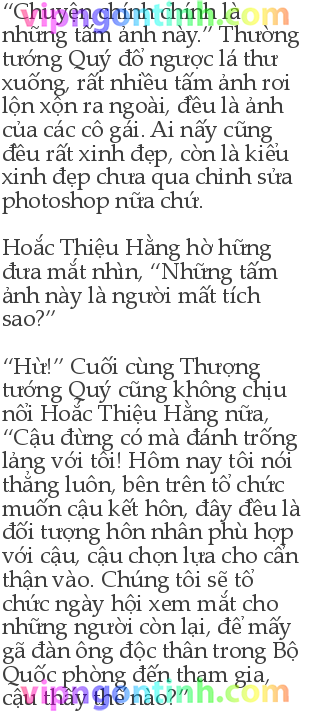 vipngontinh.com
“Chuyện chính chính là
những tấm ảnh này.” Thường
tướng Quý đổ ngược lá thư
xuống, rất nhiều tấm ảnh rơi
lộn xộn ra ngoài, đều là ảnh
của các cô gái. Ai nấy cũng
đều rất xinh đẹp, còn là kiểu
xinh đẹp chưa qua chỉnh sửa
photoshop nữa chứ.
Hoắc Thiệu Hằng hờ hững
đưa mắt nhìn, “Những tấm
ảnh này là người mất tích
sao?”
“Hừ!” Cuối cùng Thượng
tướng Quý cũng không chịu
nổi Hoắc Thiệu Hằng nữa,
“Cậu đừng có mà đánh trống
lảng với tôi! Hôm nay tôi nói
thẳng luôn, bên trên tổ chức
muốn cậu kết hôn, đây đều là
đối tượng hôn nhân phù hợp
với cậu, cậu chọn lựa cho cẩn
thận vào. Chúng tôi sẽ tổ
chức ngày hội xem mắt cho
những người còn lại, để mấy
gã đàn ông độc thân trong Bộ
Quốc phòng đến tham gia,
cậu thấy thế nào?”
vipngontinh.com